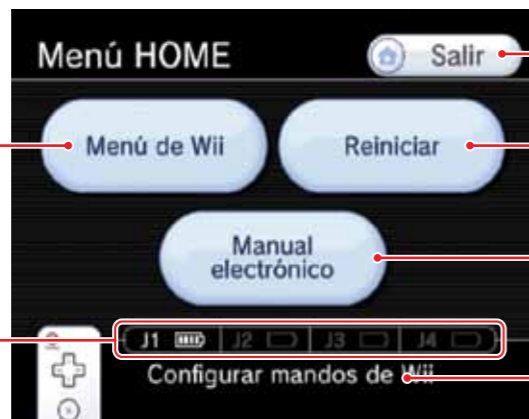 Menú HOME
Salir
Menú de Wii
Reiniciar
Manual
electrónico
J1 J2 J3 J4
Configurar mandos de Wii